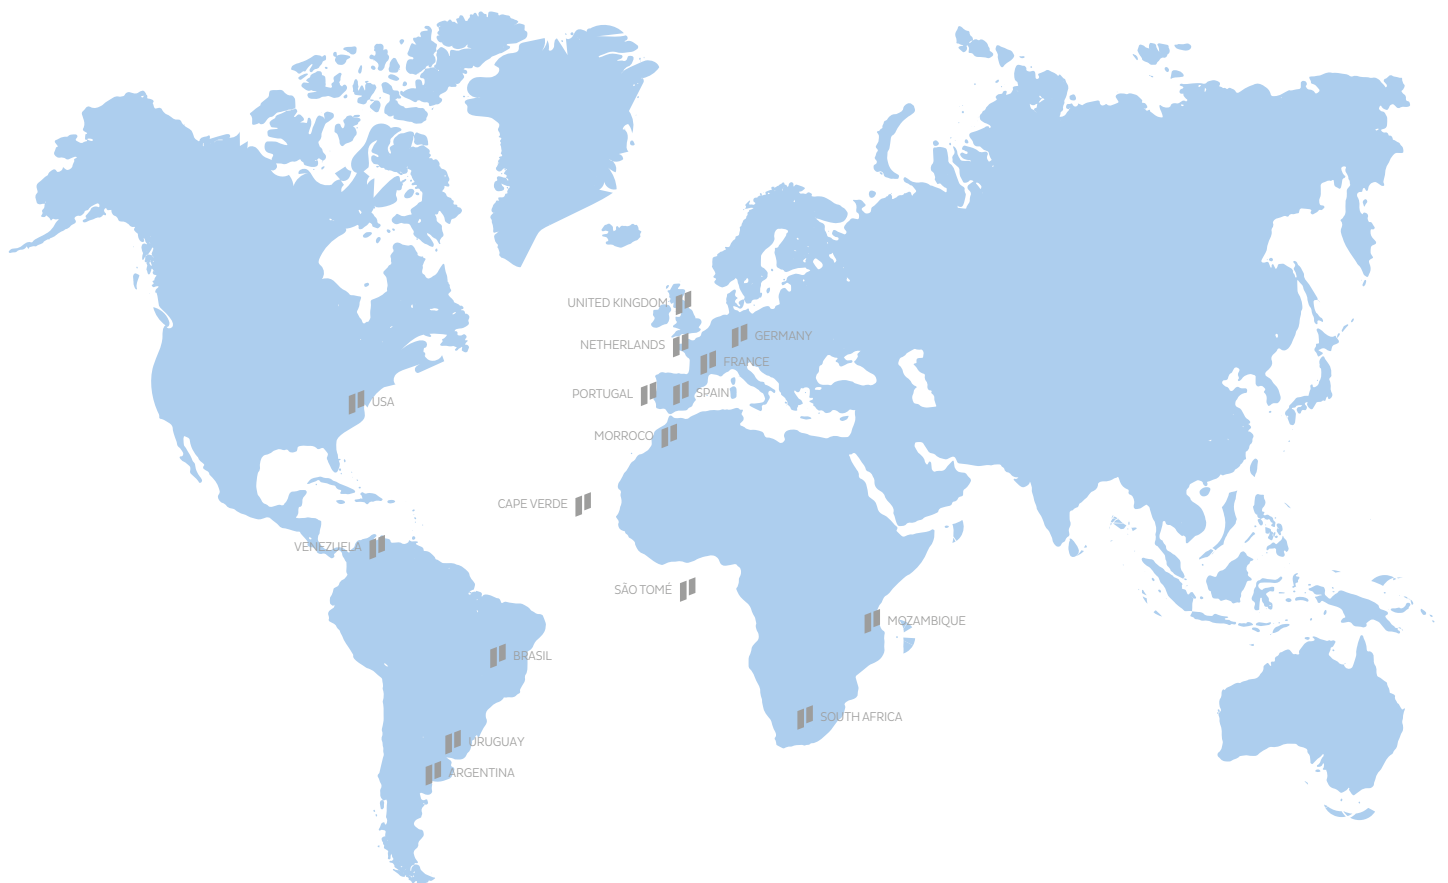 UNITED KINGDOM
GERMANY
NETHERLANDS
FRANCE
PORTUGAL
SPAIN
USA
MORROCO
CAPE VERDE
VENEZUELA
SÃO TOMÉ
MOZAMBIQUE
BRASIL
SOUTH AFRICA
URUGUAY
ARGENTINA